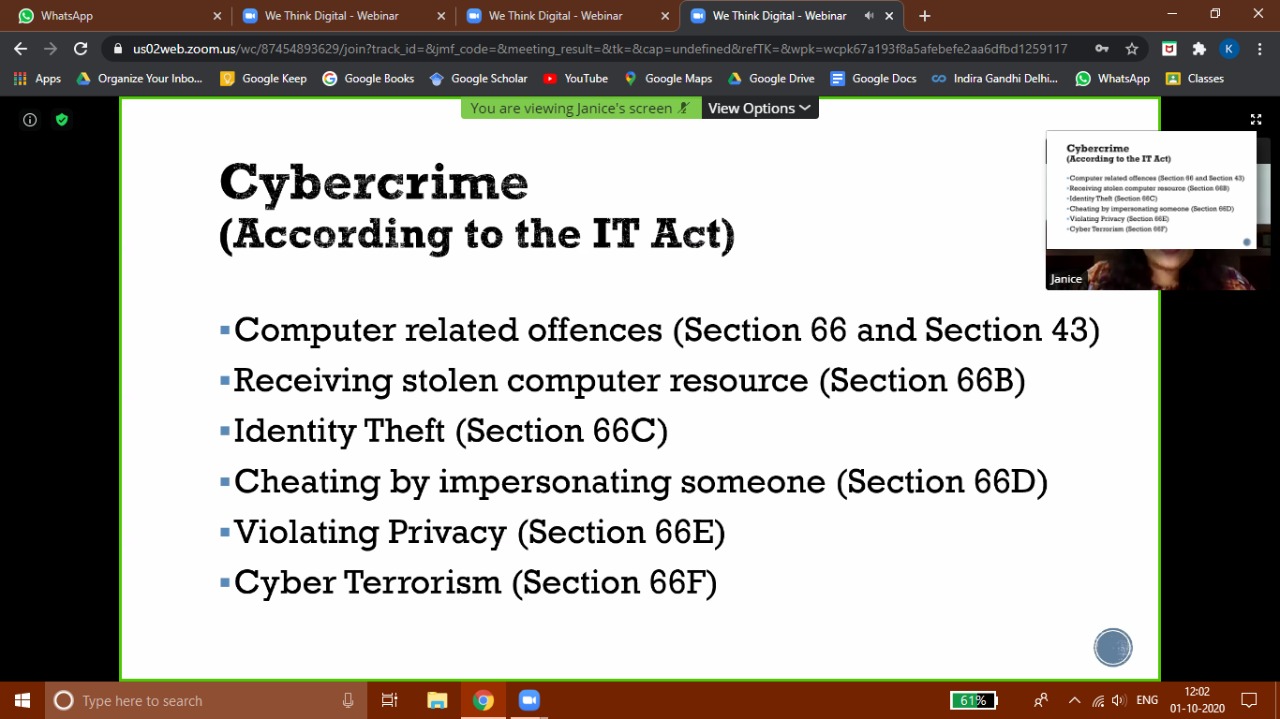 WhatsApp
We Think Digital - Webinar
We Think Digital - Webinar
We Think Digital - Webinar
us02web.zoom.us/wc/87454893629/join?track_id=&jmf_code=&meeting_result=&tk=&cap=undefined&refTK=&wpk=wcpk67a193f8a5afebefe2aa6dfbd1259117
K
Apps
Organize Your Inbo...
Google Keep
Google Books
Google Scholar
YouTube
Google Maps
Google Drive
Google Docs
Indira Gandhi Delhi...
WhatsApp
Classes
You are viewing Janice's screen
View Options
Cybercrime
(According to the IT Act)
Computer related offences (Section 66 and Section 43)
Receiving stolen computer resource (Section 66B)
Identity Theft (Section 66C)
Cheating by impersonating someone (Section 66D)
Violating Privacy (Section 66E)
Cyber Terrorism (Section 66F)
Cybercrime
(According to the IT Act)
Computer related offences (Section 66 and Section 43)
Receiving stolen computer resource (Section 66B)
Identity Theft (Section 66C)
Cheating by impersonating someone (Section 66D)
Violating Privacy (Section 66E)
Cyber Terrorism (Section 66F)
Janice
Type here to search
61%
ENG
12:02
01-10-2020